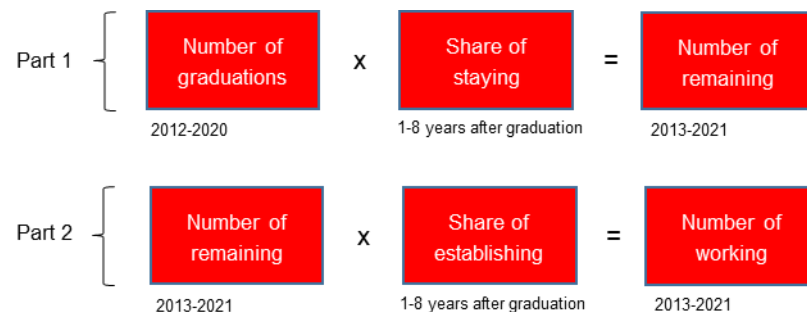 Part 1
Number of
graduations
x
Share of
staying
=
Number of
remaining
2012-2020
1-8 years after graduation
2013-2021
Part 2
Number of
remaining
x
Share of
establishing
=
Number of
working
2013-2021
1-8 years after graduation
2013-2021